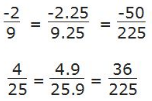 -2/9 = -2.25/9.25 = -50/225
4/25 = 4.9/25.9 = 36/225